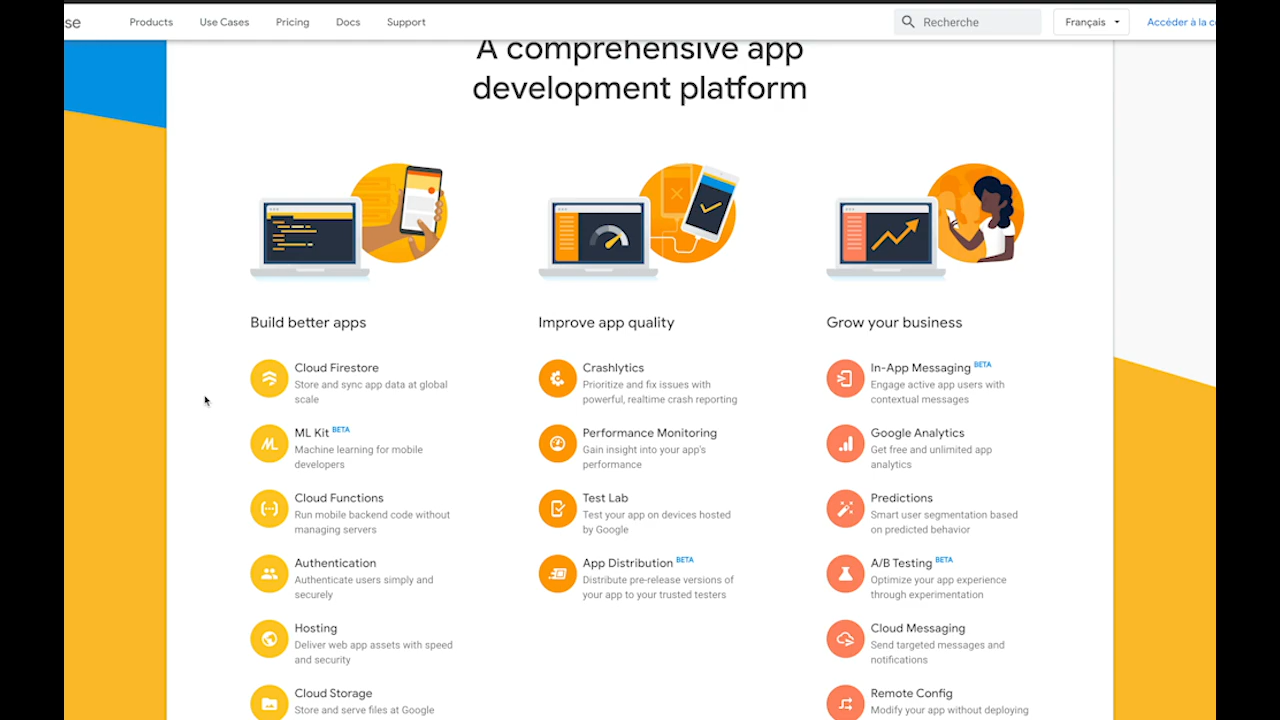 se
Products
Use Cases
Pricing
Docs
Support
Recherche
Français
Accéder à la co
A comprehensive app
development platform
Build better apps
Cloud Firestore
Store and sync app data at global
scale
ML Kit BETA
Machine learning for mobile
developers
Cloud Functions
Run mobile backend code without
managing servers
Authentication
Authenticate users simply and
securely
Hosting
Deliver web app assets with speed
and security
Cloud Storage
Store and serve files at Google
Improve app quality
Crashlytics
Prioritize and fix issues with
powerful, realtime crash reporting
Performance Monitoring
Gain insight into your app's
performance
Test Lab
Test your app on devices hosted
by Google
App Distribution BETA
Distribute pre-release versions of
your app to your trusted testers
Grow your business
In-App Messaging BETA
Engage active app users with
contextual messages
Google Analytics
Get free and unlimited app
analytics
Predictions
Smart user segmentation based
on predicted behavior
A/B Testing BETA
Optimize your app experience
through experimentation
Cloud Messaging
Send targeted messages and
notifications
Remote Config
Modify your app without deploying